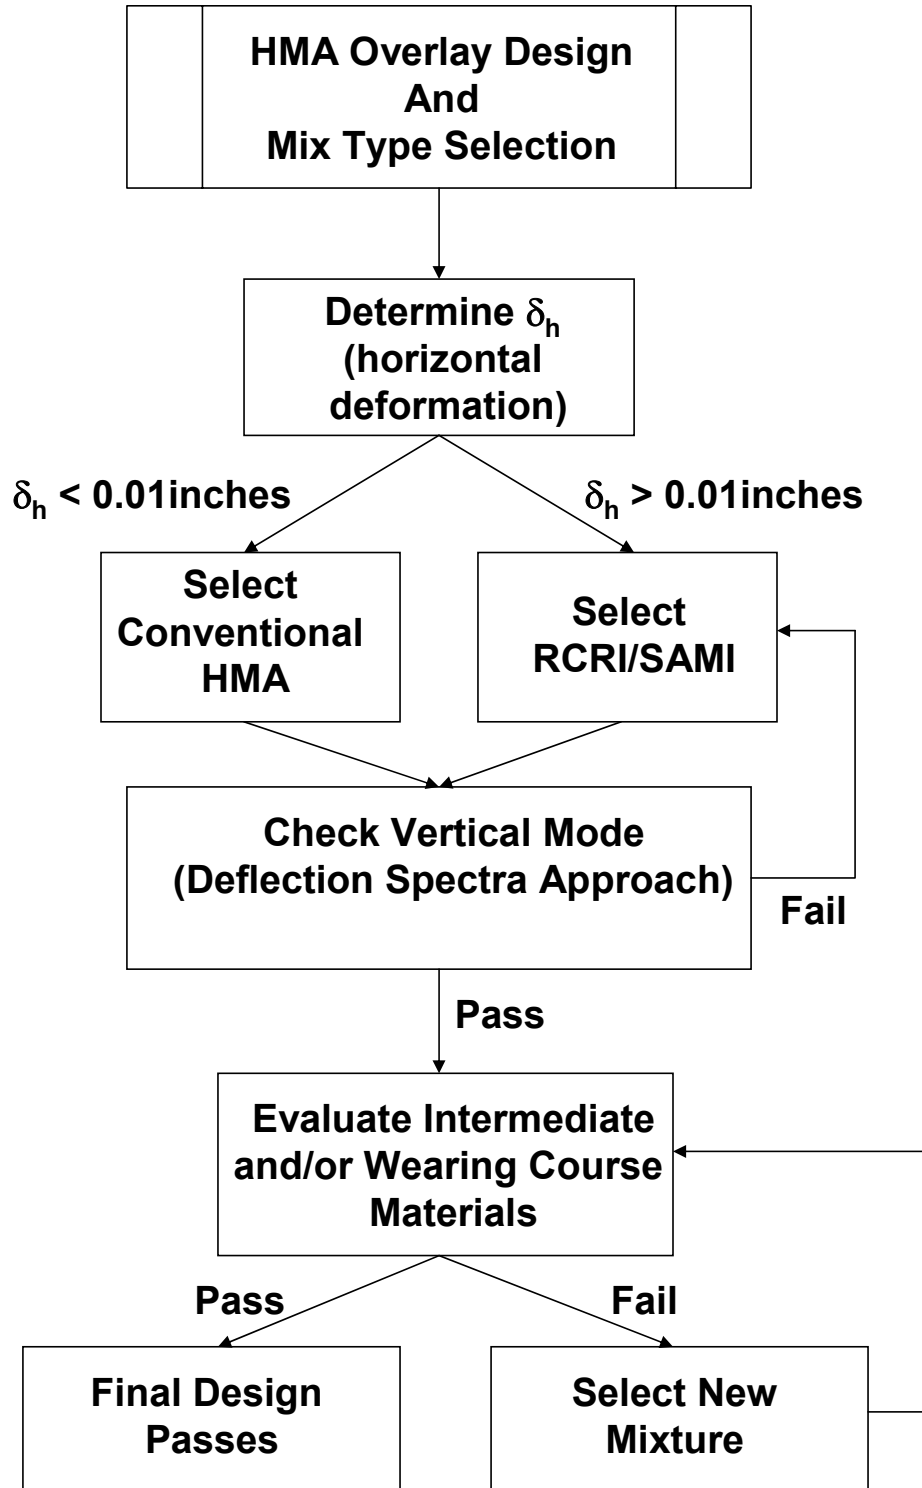 HMA Overlay Design
And
Mix Type Selection
Determine δh
(horizontal
deformation)
δh < 0.01inches
δh > 0.01inches
Select
Conventional
HMA
Select
RCRI/SAMI
Check Vertical Mode
(Deflection Spectra Approach)
Fail
Pass
Evaluate Intermediate
and/or Wearing Course
Materials
Pass
Fail
Final Design
Passes
Select New
Mixture